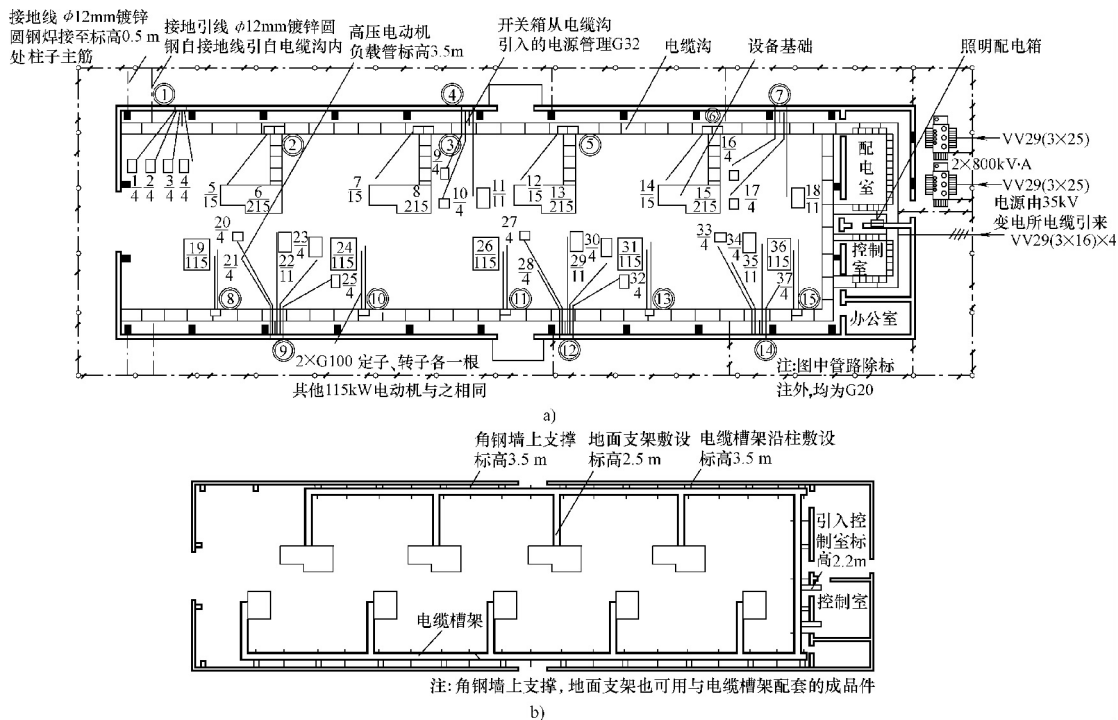 接地线 ϕ12mm镀锌
圆钢焊接至标高0.5 m
处柱子主筋
接地引线 ϕ12mm镀锌圆
钢自接地线引自电缆沟内
高压电动机
负载管标高3.5m
开关箱从电缆沟
引入的电源管理G32
电缆沟
设备基础
照明配电箱
①
④
⑦
②
③
⑤
⑥
1/4
2/4
3/4
4/4
5/15
6/215
7/15
8/215
9/4
10/4
11/11
12/15
13/215
14/15
15/215
16/4
17/4
18/11
配电室
VV29(3×25)
2×800kV·A
VV29(3×25)
电源由35kV
变电所电缆引来
VV29(3×16)×4
19/115
20/4
21/4
22/11
23/4
24/115
25/4
26/115
27/4
28/4
29/11
30/4
31/115
32/4
33/4
34/4
35/11
36/115
37/4
控制室
办公室
⑧
⑩
⑪
⑬
⑮
⑨
⑫
⑭
2×G100 定子、转子各一根
其他115kW电动机与之相同
注:图中管路除标
注外,均为G20
a)
角钢墙上支撑
标高3.5 m
地面支架敷设
标高2.5 m
电缆槽架沿柱敷设
标高3.5 m
引入控
制室标
高2.2m
控制室
电缆槽架
注: 角钢墙上支撑, 地面支架也可用与电缆槽架配套的成品件
b)